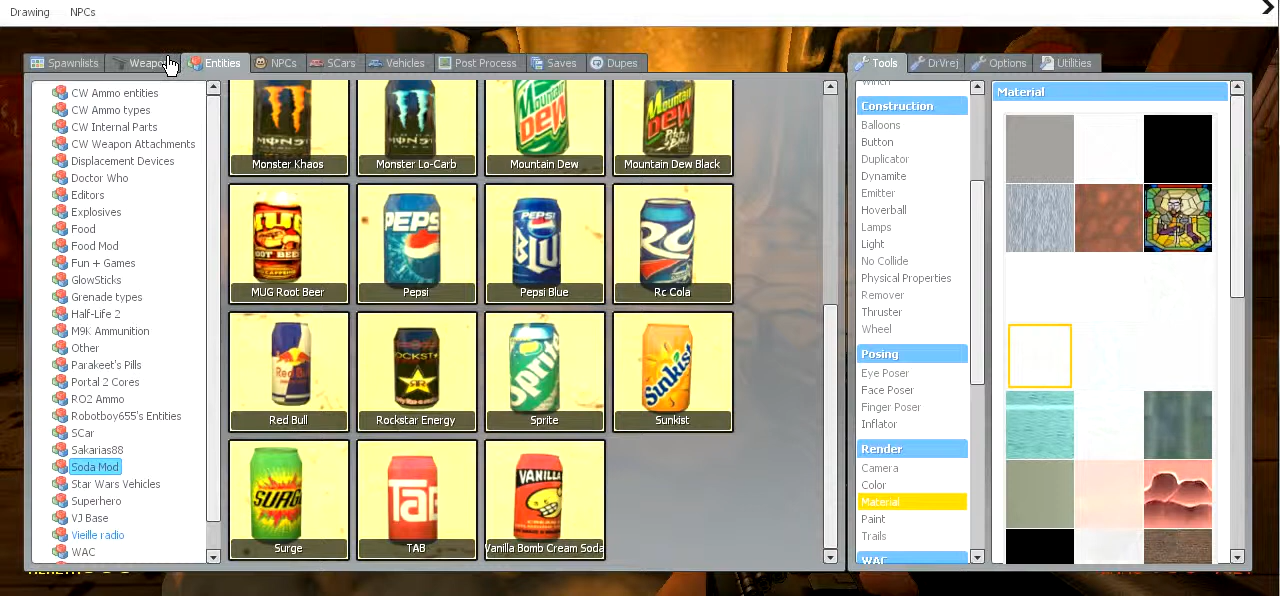 Drawing NPCs
Spawnlists Weapon Entities NPCs SCars Vehicles Post Process Saves Dupes
Tools DrVrej Options Utilities
CW Ammo entities
CW Ammo types
CW Internal Parts
CW Weapon Attachments
Displacement Devices
Doctor Who
Editors
Explosives
Food
Food Mod
Fun + Games
GlowSticks
Grenade types
Half-Life 2
M9K Ammunition
Other
Parakeet's Pills
Portal 2 Cores
RO2 Ammo
Robotboy655's Entities
SCar
Sakarias88
Soda Mod
Star Wars Vehicles
Superhero
VJ Base
Vieille radio
WAC
Monster Khaos
Monster Lo-Carb
Mountain Dew
Mountain Dew Black
MUG Root Beer
Pepsi
Pepsi Blue
Rc Cola
Red Bull
Rockstar Energy
Sprite
Sunkist
Surge
TAB
Vanilla Bomb Cream Soda
Winch
Construction
Balloons
Button
Duplicator
Dynamite
Emitter
Hoverball
Lamps
Light
No Collide
Physical Properties
Remover
Thruster
Wheel
Posing
Eye Poser
Face Poser
Finger Poser
Inflator
Render
Camera
Color
Material
Paint
Trails
WAC
Material